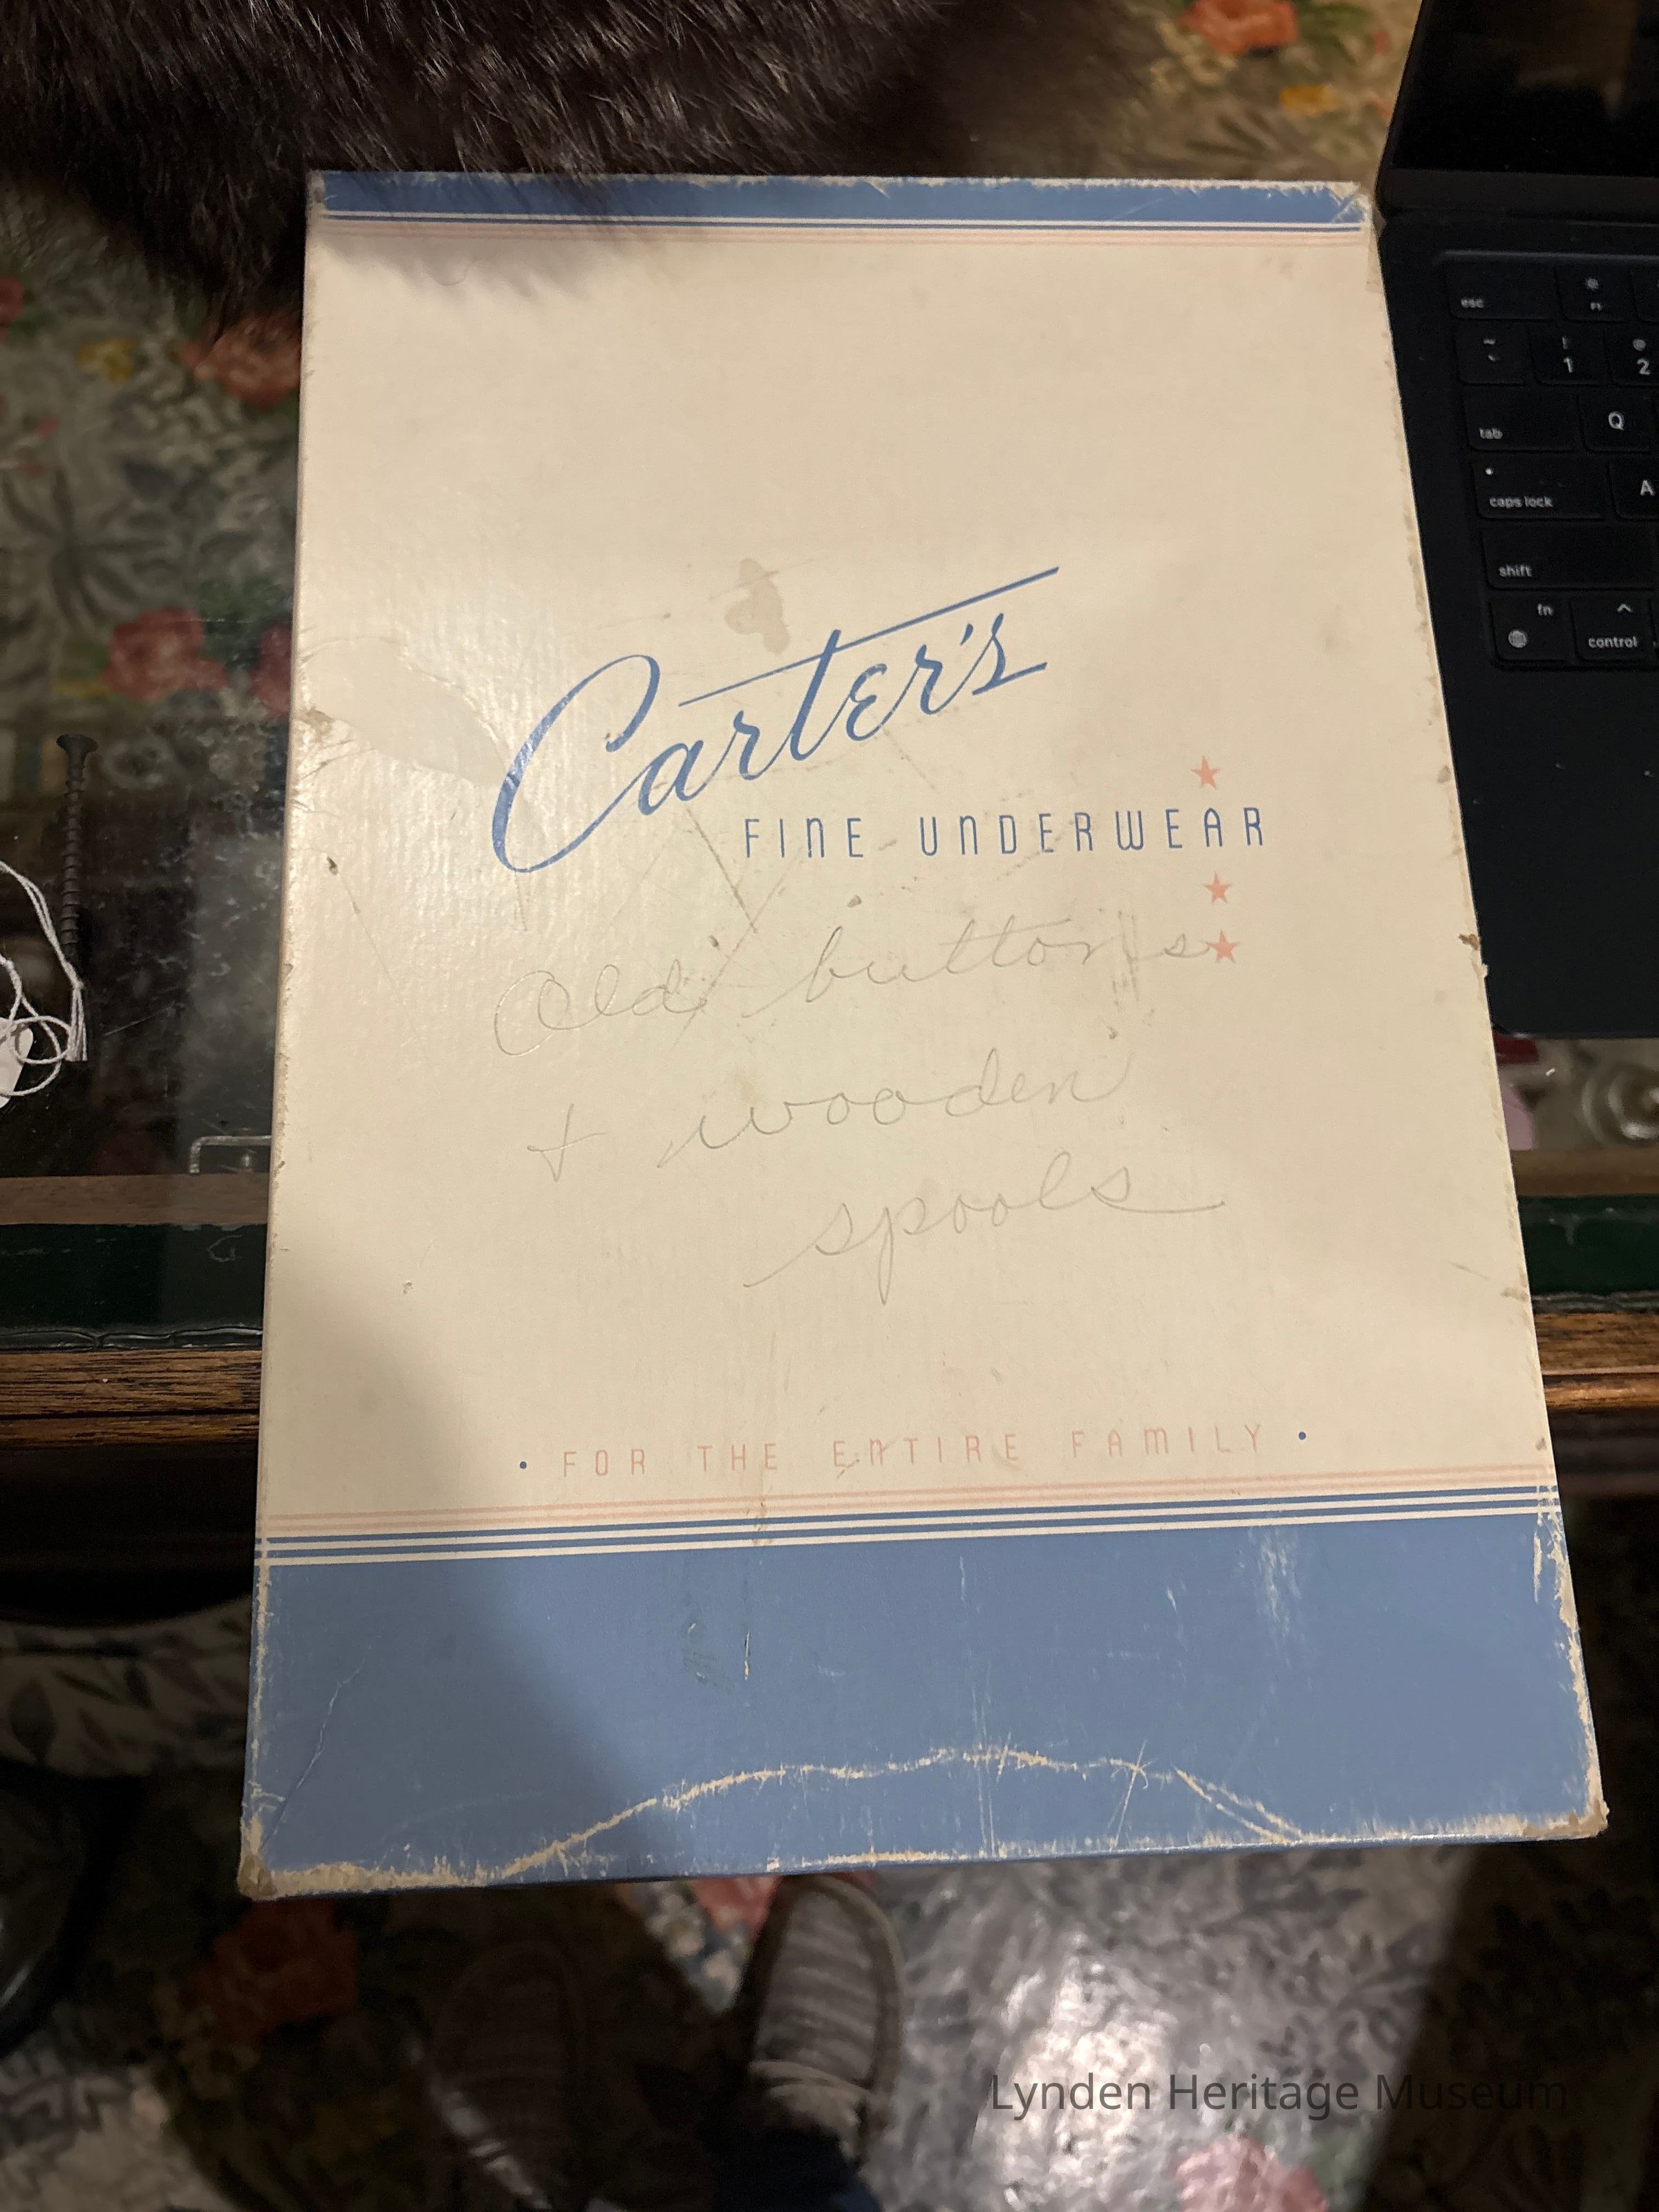 Carter's
FINE UNDERWEAR
Old buttons
+ wooden
spools
• FOR THE ENTIRE FAMILY •
esc
F1
~
`
!
1
@
2
tab
Q
caps lock
A
shift
fn
^
control
Lynden Heritage Museum